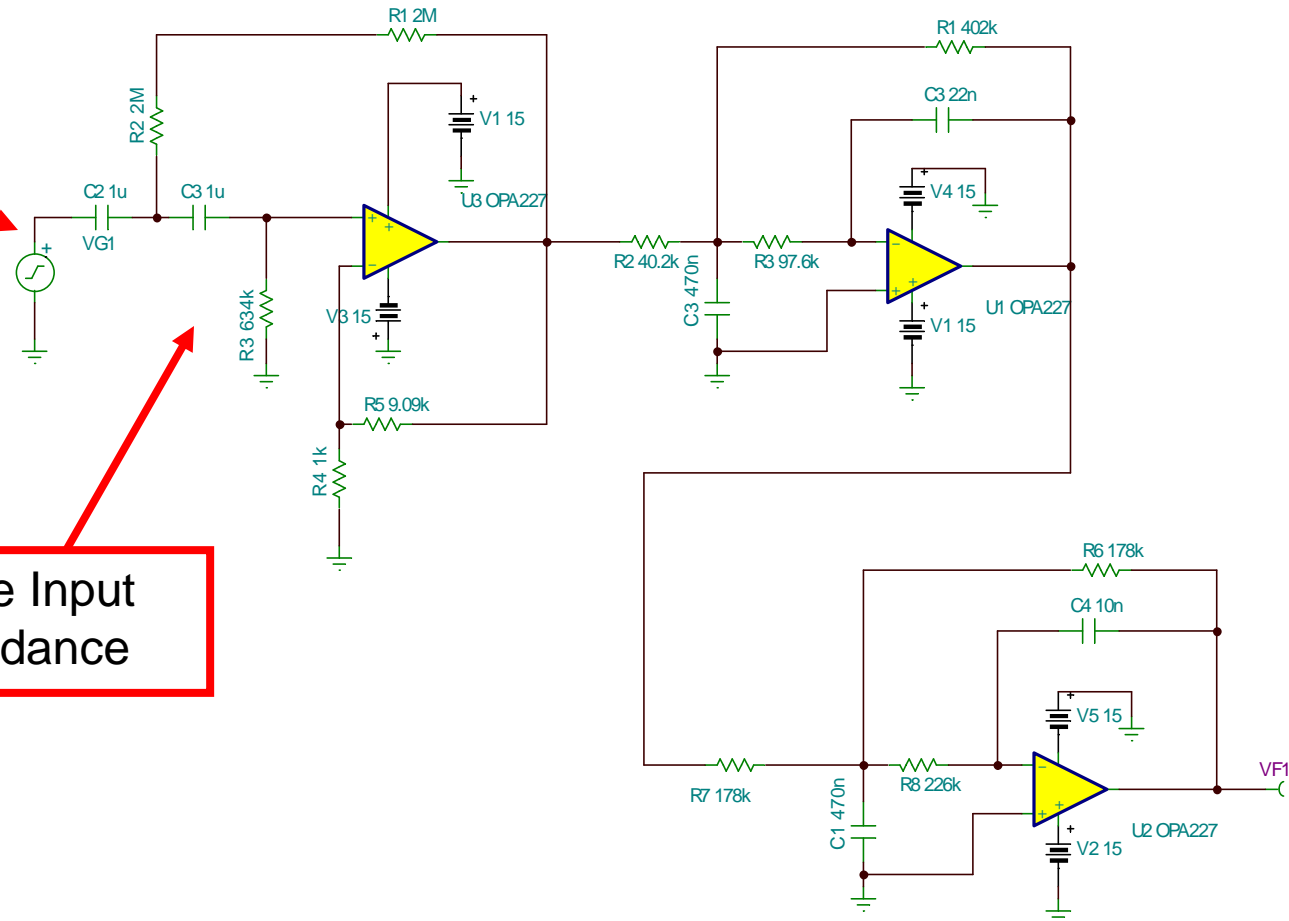 R1 2M
R2 2M
V1 15
U3 OPA227
C2 1u
C3 1u
VG1
R3 634k
V3 15
R5 9.09k
R4 1k
R1 402k
C3 22n
V4 15
R2 40.2k
R3 97.6k
C3 470n
U1 OPA227
V1 15
e Input
dance
R6 178k
C4 10n
V5 15
R7 178k
R8 226k
C1 470n
U2 OPA227
V2 15
VF1